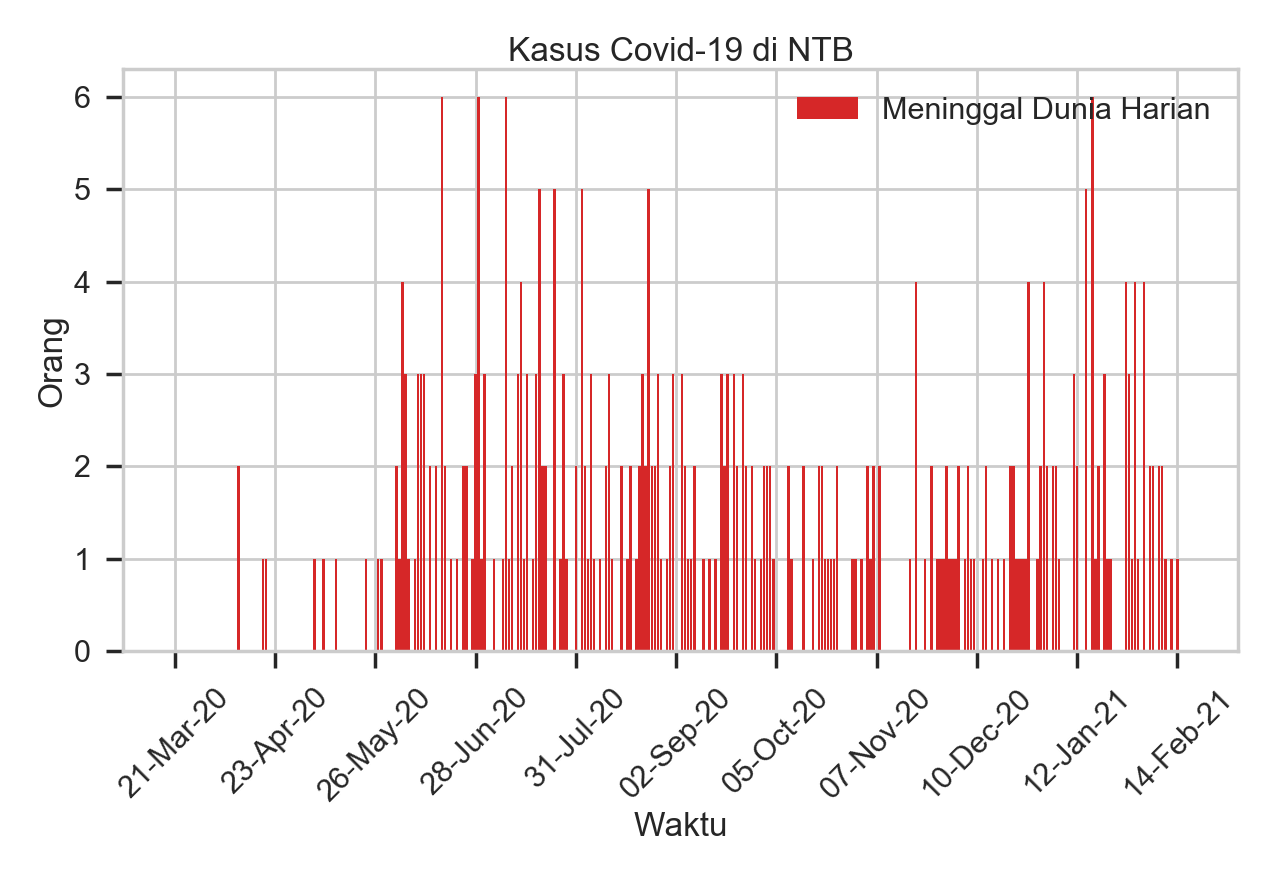 Kasus Covid-19 di NTB
Meninggal Dunia Harian
6
5
4
3
2
1
0
Orang
21-Mar-20
23-Apr-20
26-May-20
28-Jun-20
31-Jul-20
02-Sep-20
05-Oct-20
07-Nov-20
10-Dec-20
12-Jan-21
14-Feb-21
Waktu